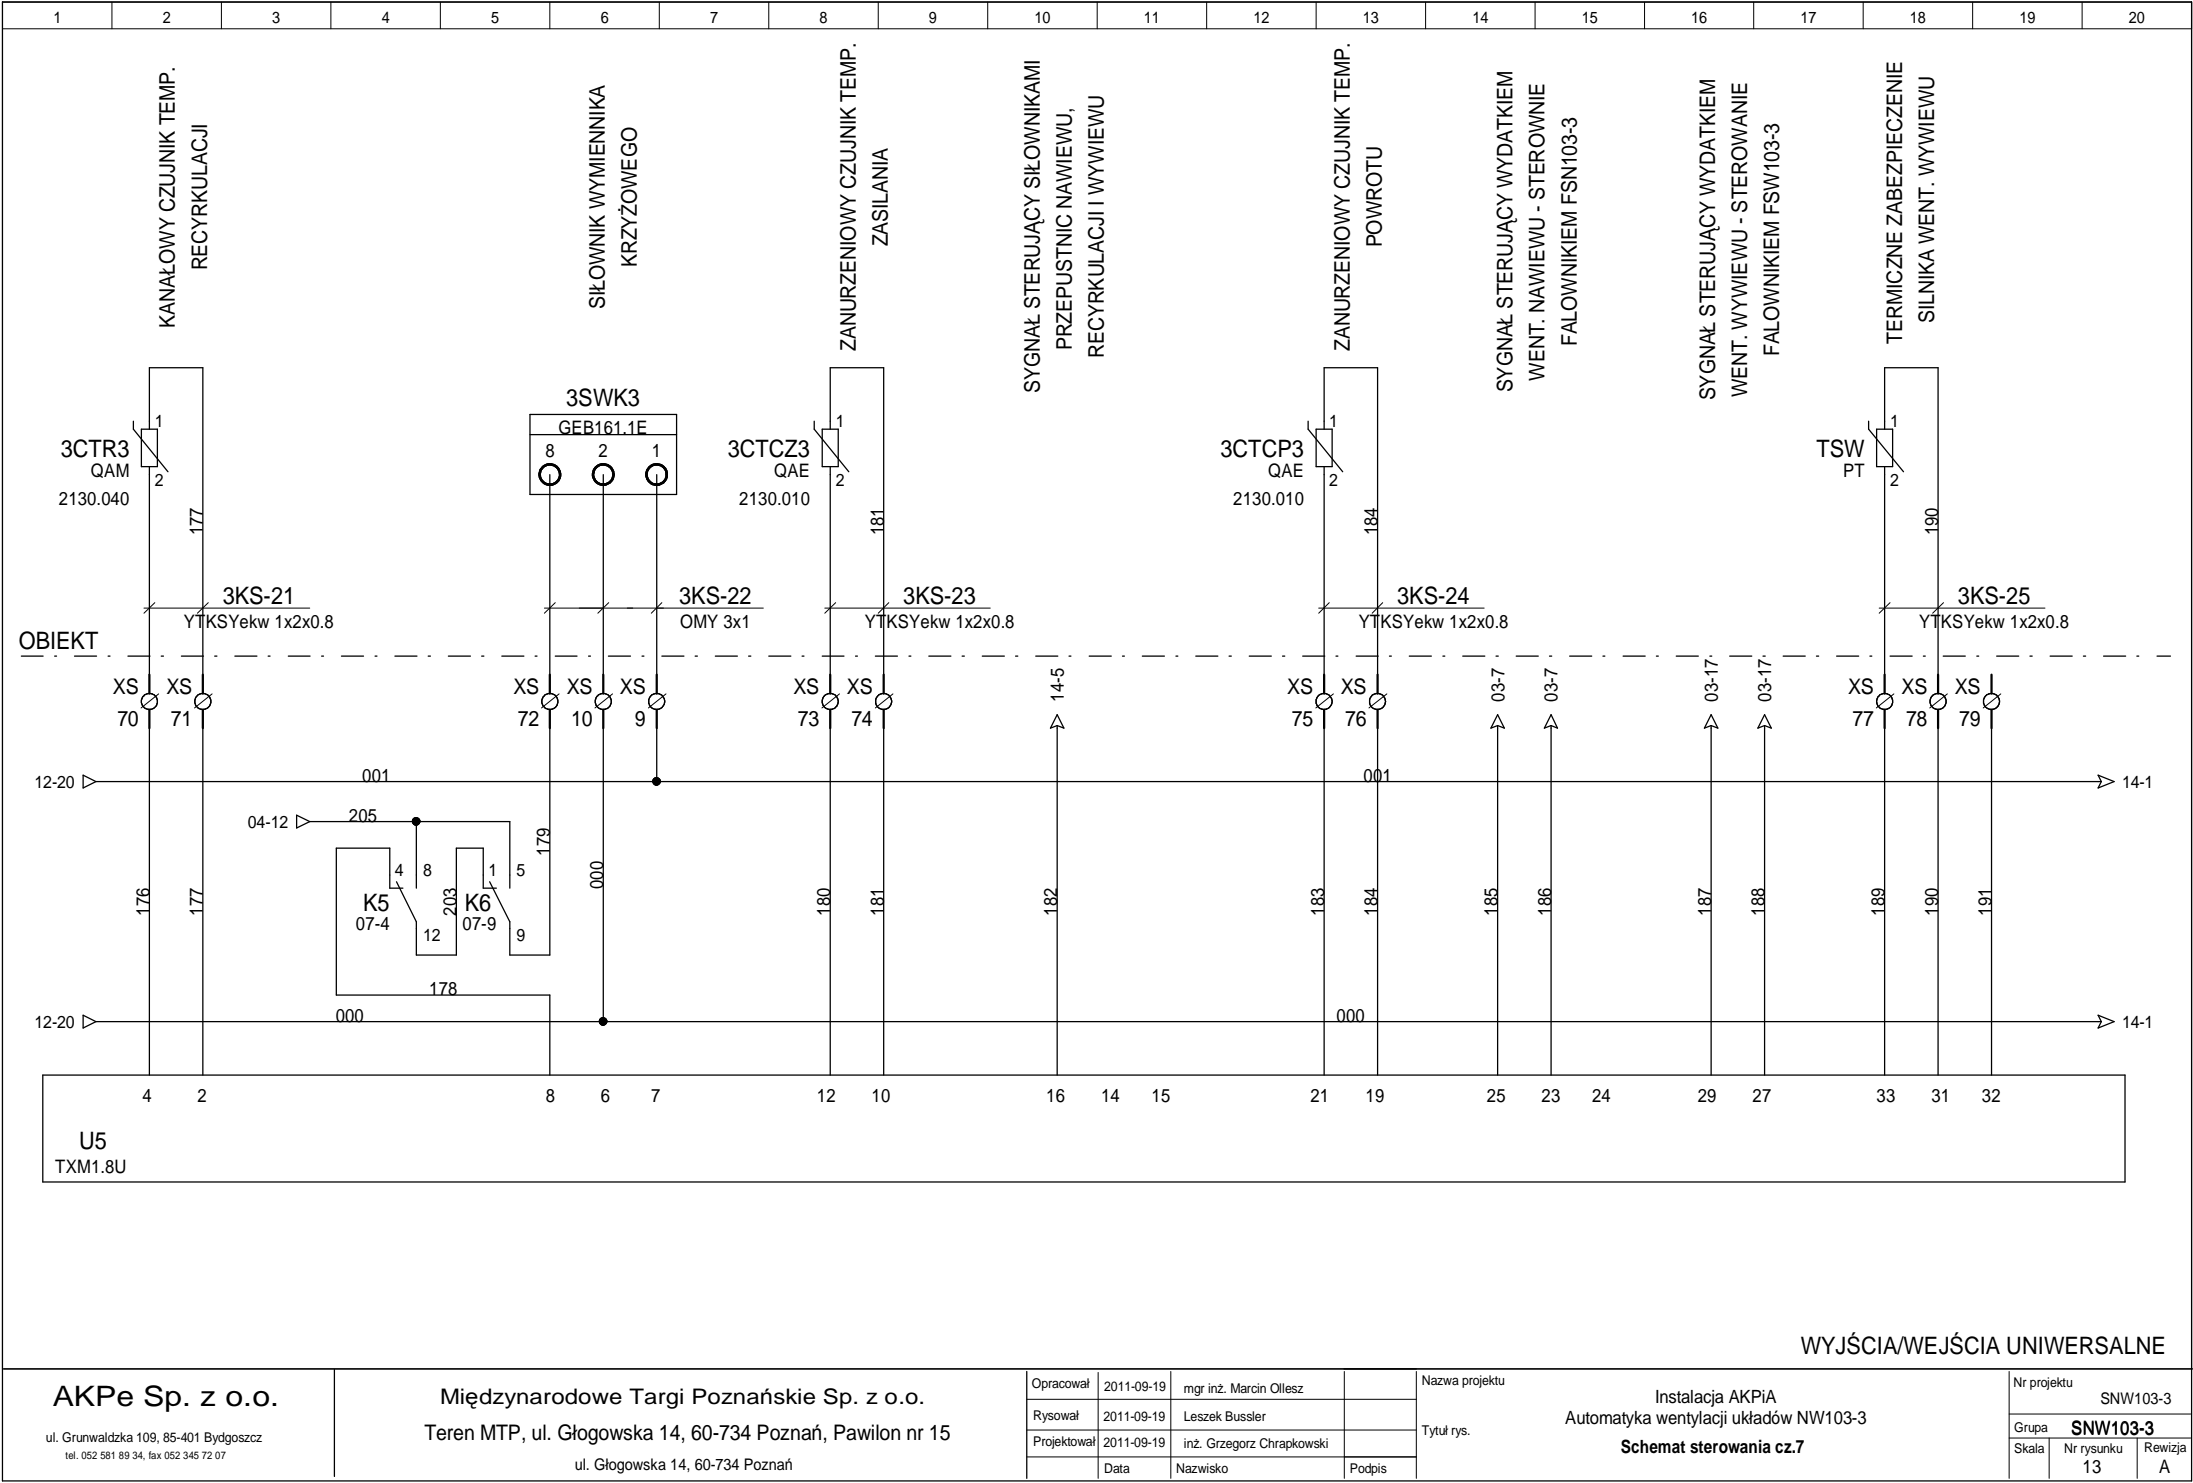 1 2 3 4 5 6 7 8 9 10 11 12 13 14 15 16 17 18 19 20
KANAŁOWY CZUJNIK TEMP.
RECYRKULACJI
SIŁOWNIK WYMIENNIKA
KRZYŻOWEGO
ZANURZENIOWY CZUJNIK TEMP.
ZASILANIA
SYGNAŁ STERUJĄCY SIŁOWNIKAMI
PRZEPUSTNIC NAWIEWU,
RECYRKULACJI I WYWIEWU
ZANURZENIOWY CZUJNIK TEMP.
POWROTU
SYGNAŁ STERUJĄCY WYDATKIEM
WENT. NAWIEWU - STEROWNIE
FALOWNIKIEM FSN103-3
SYGNAŁ STERUJĄCY WYDATKIEM
WENT. WYWIEWU - STEROWANIE
FALOWNIKIEM FSW103-3
TERMICZNE ZABEZPIECZENIE
SILNIKA WENT. WYWIEWU
3CTR3
QAM
2130.040
1
2
177
3SWK3
GEB161.1E
8 2 1
3CTCZ3
QAE
2130.010
1
2
181
3CTCP3
QAE
2130.010
1
2
184
TSW
PT
1
2
190
3KS-21
YTKSYekw 1x2x0.8
3KS-22
OMY 3x1
3KS-23
YTKSYekw 1x2x0.8
3KS-24
YTKSYekw 1x2x0.8
3KS-25
YTKSYekw 1x2x0.8
OBIEKT
XS 70
XS 71
XS 72
XS 10
XS 9
XS 73
XS 74
14-5
XS 75
XS 76
03-7
03-7
03-17
03-17
XS 77
XS 78
XS 79
12-20 001 001 14-1
04-12 205
4 8
K5
07-4
12
203
1 5
K6
07-9
9
179
000
176
177
180
181
182
183
184
185
186
187
188
189
190
191
178
12-20 000 000 14-1
4 2 8 6 7 12 10 16 14 15 21 19 25 23 24 29 27 33 31 32
U5
TXM1.8U
WYJŚCIA/WEJŚCIA UNIWERSALNE
AKPe Sp. z o.o.
ul. Grunwaldzka 109, 85-401 Bydgoszcz
tel. 052 581 89 34, fax 052 345 72 07
Międzynarodowe Targi Poznańskie Sp. z o.o.
Teren MTP, ul. Głogowska 14, 60-734 Poznań, Pawilon nr 15
ul. Głogowska 14, 60-734 Poznań
Opracował 2011-09-19 mgr inż. Marcin Ollesz
Rysował 2011-09-19 Leszek Bussler
Projektował 2011-09-19 inż. Grzegorz Chrapkowski
Data Nazwisko Podpis
Nazwa projektu
Instalacja AKPiA
Automatyka wentylacji układów NW103-3
Tytuł rys.
Schemat sterowania cz.7
Nr projektu
SNW103-3
Grupa SNW103-3
Skala Nr rysunku Rewizja
13 A